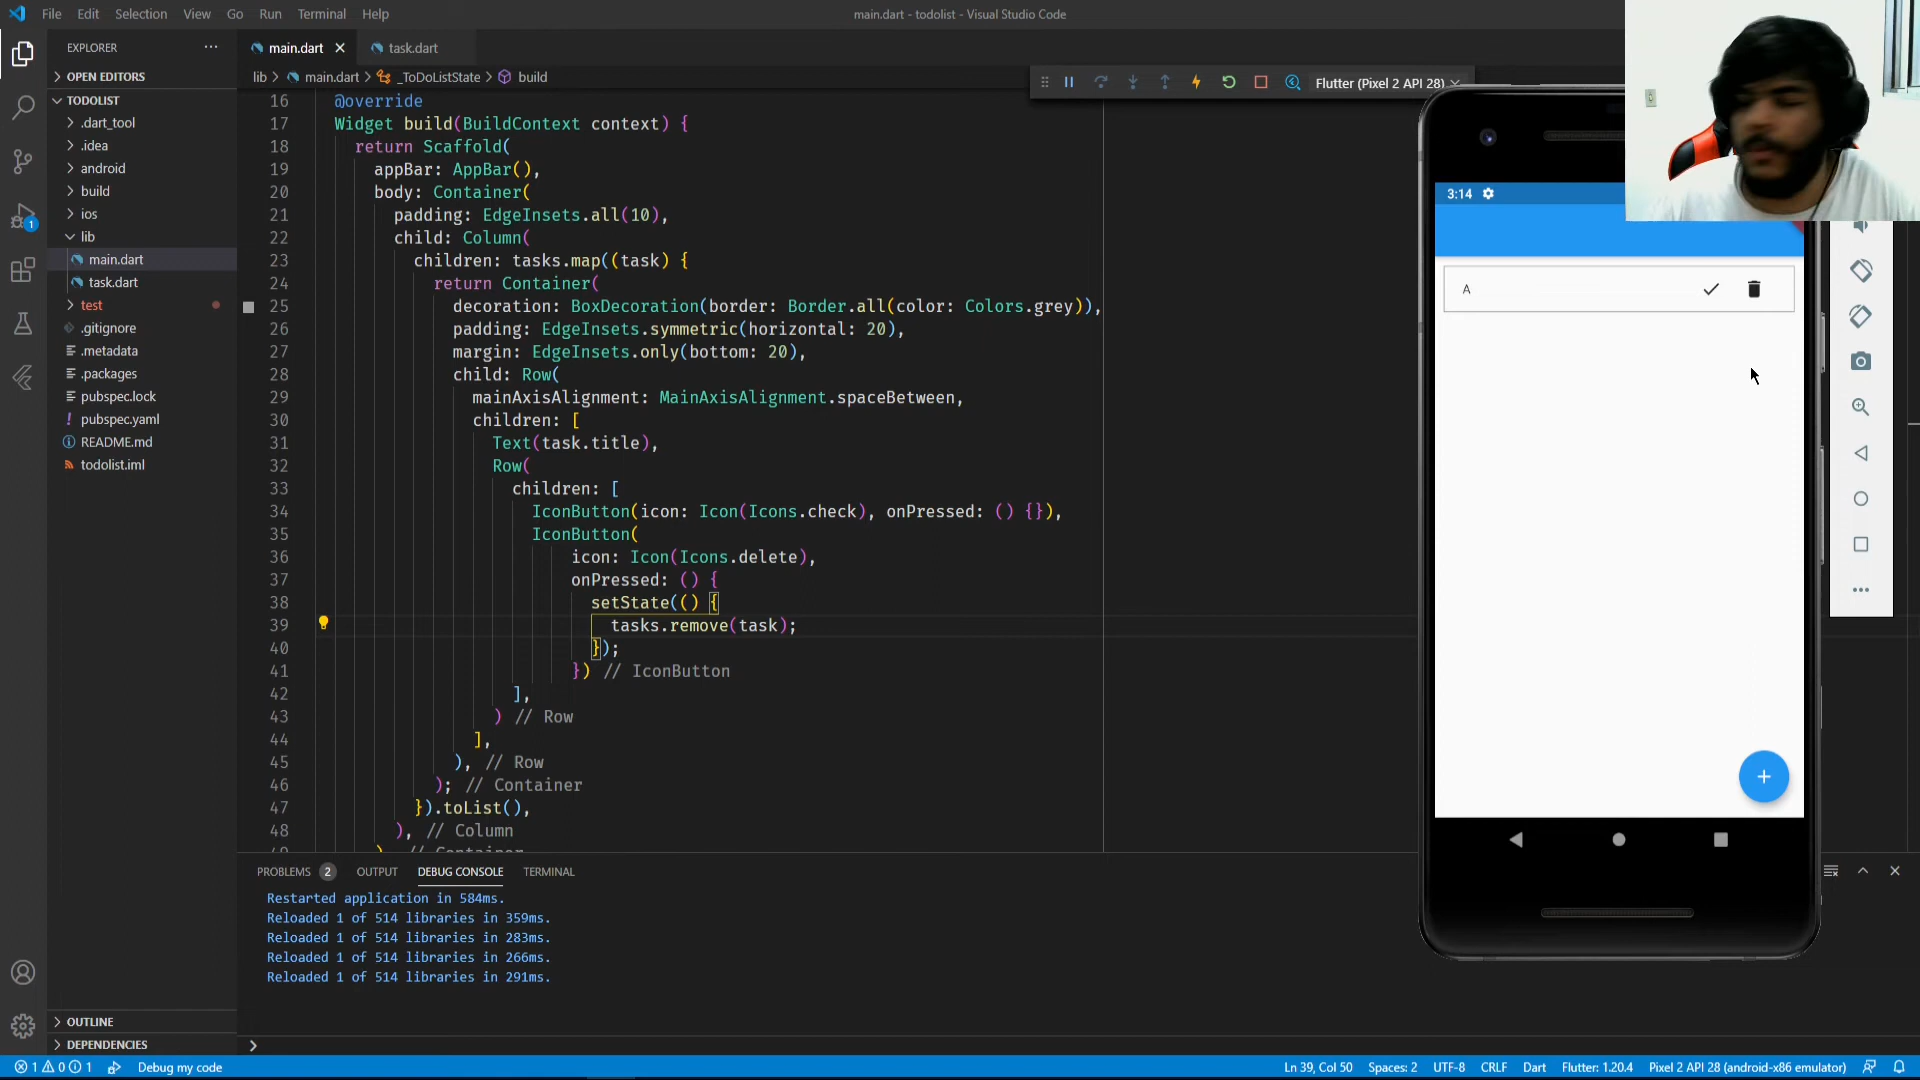 File Edit Selection View Go Run Terminal Help
main.dart - todolist - Visual Studio Code
EXPLORER
OPEN EDITORS
TODOLIST
.dart_tool
.idea
android
build
ios
lib
main.dart
task.dart
test
.gitignore
.metadata
.packages
pubspec.lock
pubspec.yaml
README.md
todolist.iml
OUTLINE
DEPENDENCIES
1
main.dart task.dart
lib > main.dart > _ToDoListState > build
Flutter (Pixel 2 API 28)
16 @override
17 Widget build(BuildContext context) {
18 return Scaffold(
19 appBar: AppBar(),
20 body: Container(
21 padding: EdgeInsets.all(10),
22 child: Column(
23 children: tasks.map((task) {
24 return Container(
25 decoration: BoxDecoration(border: Border.all(color: Colors.grey)),
26 padding: EdgeInsets.symmetric(horizontal: 20),
27 margin: EdgeInsets.only(bottom: 20),
28 child: Row(
29 mainAxisAlignment: MainAxisAlignment.spaceBetween,
30 children: [
31 Text(task.title),
32 Row(
33 children: [
34 IconButton(icon: Icon(Icons.check), onPressed: () {}),
35 IconButton(
36 icon: Icon(Icons.delete),
37 onPressed: () {
38 setState(() {
39 tasks.remove(task);
40 });
41 }) // IconButton
42 ],
43 ) // Row
44 ],
45 ), // Row
46 ); // Container
47 }).toList(),
48 ), // Column
3:14
A
PROBLEMS 2 OUTPUT DEBUG CONSOLE TERMINAL
Restarted application in 584ms.
Reloaded 1 of 514 libraries in 359ms.
Reloaded 1 of 514 libraries in 283ms.
Reloaded 1 of 514 libraries in 266ms.
Reloaded 1 of 514 libraries in 291ms.
1 0 1 Debug my code
Ln 39, Col 50 Spaces: 2 UTF-8 CRLF Dart Flutter: 1.20.4 Pixel 2 API 28 (android-x86 emulator)